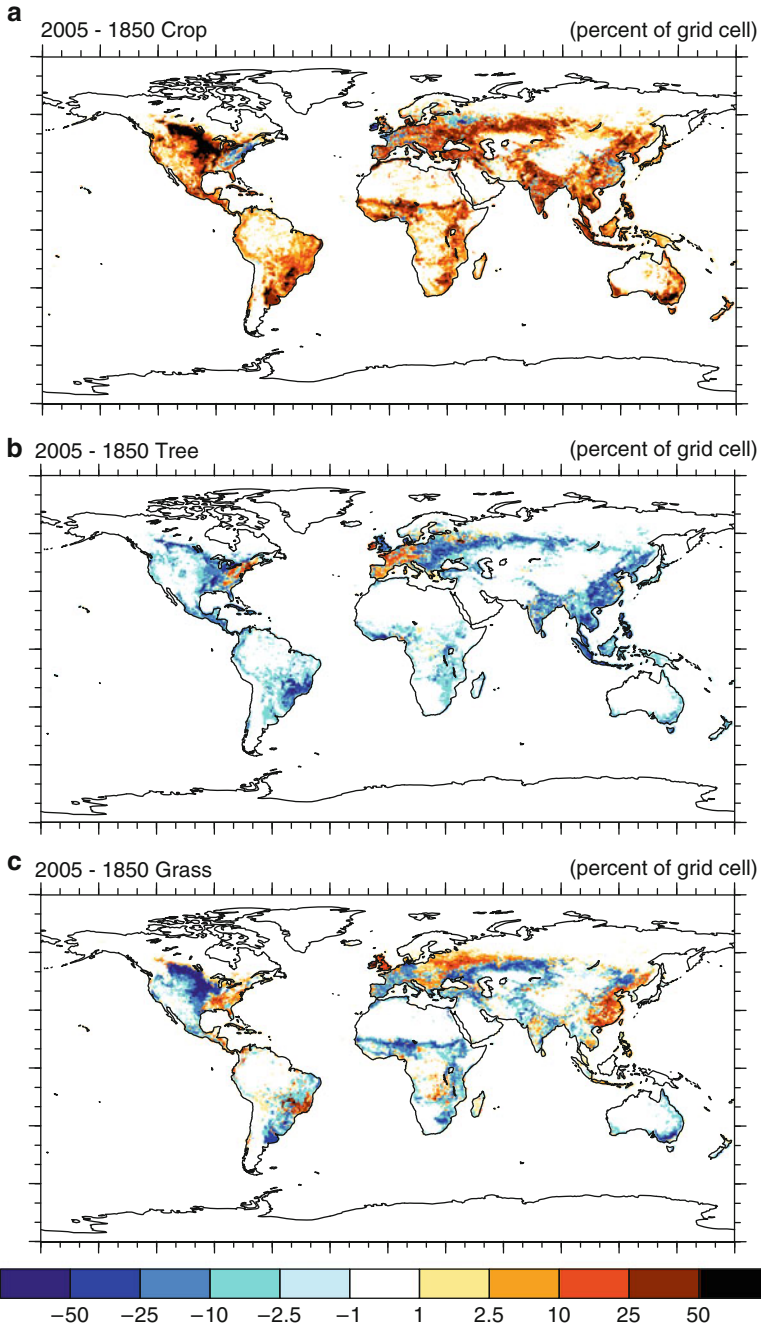 a
2005 - 1850 Crop (percent of grid cell)
b 2005 - 1850 Tree (percent of grid cell)
c 2005 - 1850 Grass (percent of grid cell)
−50 −25 −10 −2.5 −1 1 2.5 10 25 50